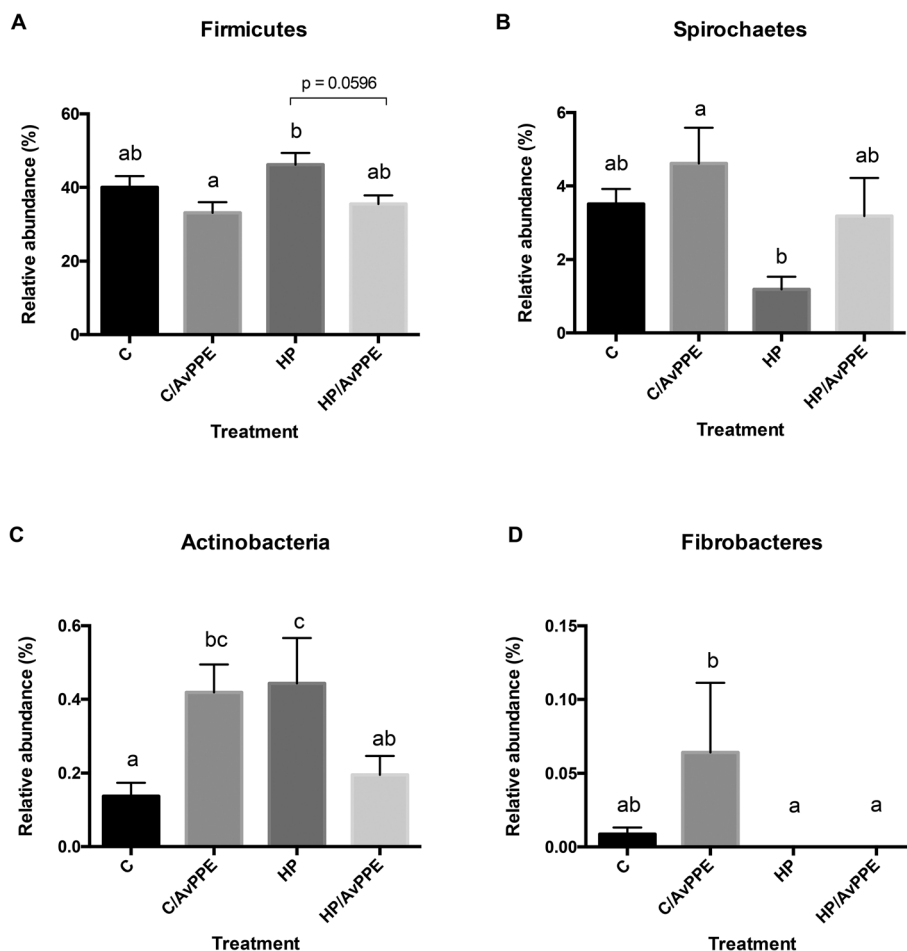 A
Firmicutes
p = 0.0596
Relative abundance (%)
60
40
20
0
ab
a
b
ab
C
C/AvPPE
HP
HP/AvPPE
Treatment
B
Spirochaetes
Relative abundance (%)
6
4
2
0
ab
a
b
ab
C
C/AvPPE
HP
HP/AvPPE
Treatment
C
Actinobacteria
Relative abundance (%)
0.6
0.4
0.2
0.0
a
bc
c
ab
C
C/AvPPE
HP
HP/AvPPE
Treatment
D
Fibrobacteres
Relative abundance (%)
0.15
0.10
0.05
0.00
ab
b
a
a
C
C/AvPPE
HP
HP/AvPPE
Treatment